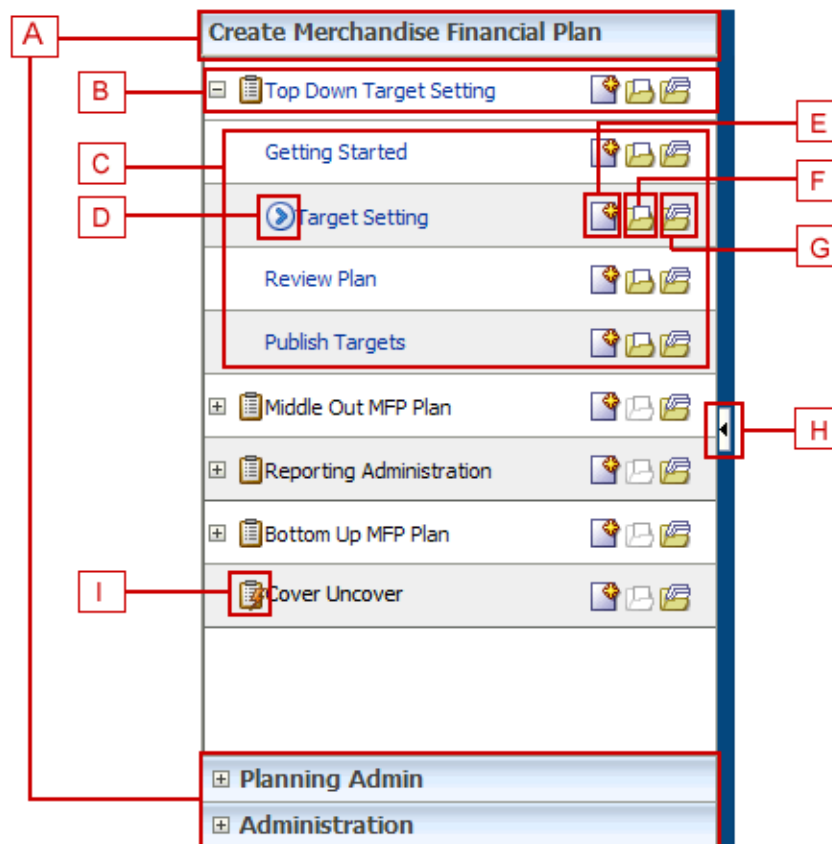 A
Create Merchandise Financial Plan
B
Top Down Target Setting
E
C
Getting Started
F
D
Target Setting
G
Review Plan
Publish Targets
Middle Out MFP Plan
H
Reporting Administration
Bottom Up MFP Plan
I
Cover Uncover
Planning Admin
Administration